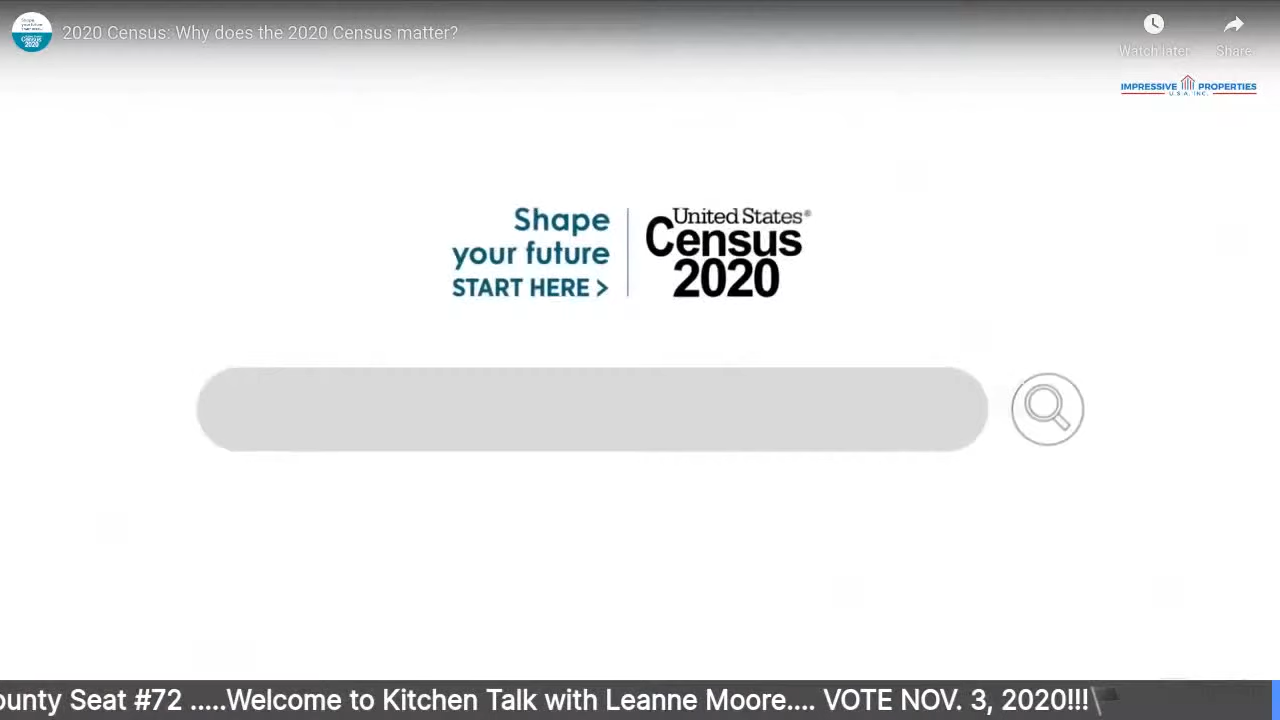 2020 Census: Why does the 2020 Census matter?
Watch later
Share
IMPRESSIVE PROPERTIES
U.S.A. INC.
Shape
your future
START HERE >
United States®
Census
2020
ounty Seat #72 .....Welcome to Kitchen Talk with Leanne Moore.... VOTE NOV. 3, 2020!!!